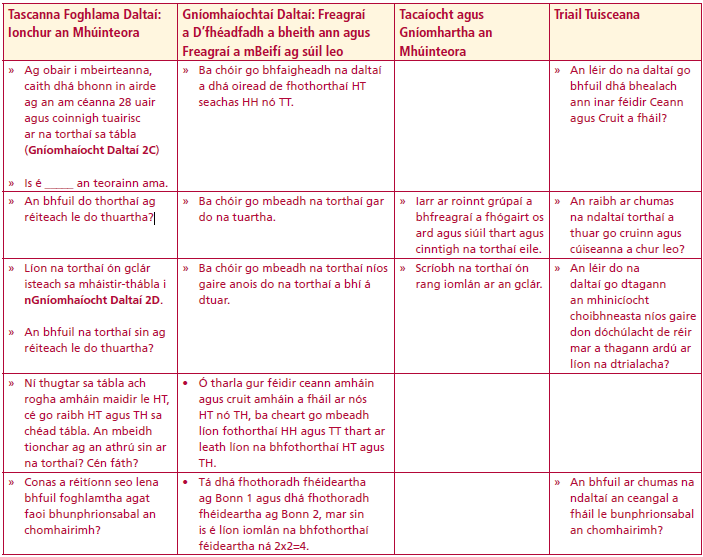 Tascanna Foghlama Daltaí:
Ionchur an Mhúinteora
Gníomhaíochtaí Daltaí: Freagraí
a D'fhéadfadh a bheith ann agus
Freagraí a mBeifí ag súil leo
Tacaíocht agus
Gníomhartha an
Mhúinteora
Triail Tuisceana
» Ag obair i mbeirteanna,
caith dhá bhonn in airde
ag an am céanna 28 uair
agus coinnigh tuairisc
ar na torthaí sa tábla
(Gníomhaíocht Daltaí 2C)
» Is é _____ an teorainn ama.
» Ba chóir go bhfaigheadh na daltaí
a dhá oiread de fhothorthaí HT
seachas HH nó TT.
» An léir do na daltaí go
bhfuil dhá bhealach
ann inar féidir Ceann
agus Cruit a fháil?
» An bhfuil do thorthaí ag
réiteach le do thuartha?
» Ba chóir go mbeadh na torthaí gar
do na tuartha.
» Iarr ar roinnt grúpaí a
bhfreagraí a fhógairt os
ard agus siúil thart agus
cinntigh na torthaí eile.
» An raibh ar chumas
na ndaltaí torthaí a
thuar go cruinn agus
cúiseanna a chur leo?
» Líon na torthaí ón gclár
isteach sa mháistir-thábla i
nGníomhaíocht Daltaí 2D.
» An bhfuil na torthaí sin ag
réiteach le do thuartha?
» Ba chóir go mbeadh na torthaí níos
gaire anois do na torthaí a bhí á
dtuar.
» Scríobh na torthaí ón
rang iomlán ar an gclár.
» An léir do na
daltaí go dtagann
an mhinicíocht
choibhneasta níos gaire
don dóchúlacht de réir
mar a thagann ardú ar
líon na dtrialacha?
» Ní thugtar sa tábla ach
rogha amháin maidir le HT,
cé go raibh HT agus TH sa
chéad tábla. An mbeidh
tionchar ag an athrú sin ar
na torthaí? Cén fáth?
• Ó tharla gur féidir ceann amháin
agus cruit amháin a fháil ar nós
HT nó TH, ba cheart go mbeadh
líon fothorthaí HH agus TT thart ar
leath líon na bhfothorthaí HT agus
TH.
» Conas a réitíonn seo lena
bhfuil foghlamtha agat
faoi bhunphrionsabal an
chomhairimh?
• Tá dhá fhothoradh fhéideartha
ag Bonn 1 agus dhá fhothoradh
fhéideartha ag Bonn 2, mar sin
is é líon iomlán na bhfothorthaí
féideartha ná 2x2=4.
» An bhfuil ar chumas na
ndaltaí an ceangal a
fháil le bunphrionsabal
an chomhairimh?